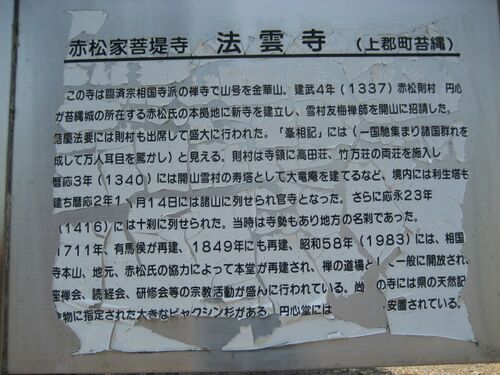 赤松家菩堤寺 法雲寺 (上郡町苔縄)
この寺は臨済宗相国寺派の禅寺で山号を金華山。建武4年(1337)赤松則村 円心
が苔縄城の所在する赤松氏の本拠地に新寺を建立し、雪村友梅禅師を開山に招請した。
慶法要には則村も出席して盛大に行われた。「峯相記」には(一国馳集まり諸国群れを
成して万人耳目を驚かし)と見える。則村は寺領に高田荘、竹万荘の両荘を施入し
暦応3年(1340)には開山雪村の寿塔として大竜庵を建てるなど、境内には利生塔も
建ち暦応2年1 月14日には諸山に列せられ官寺となった。さらに応永23年
(1416)には十刹に列せられた。当時は寺勢もあり地方の名刹であった。
1711年、有馬侯が再建、1849年にも再建、昭和58年(1983)には、相国
寺本山、地元、赤松氏の協力によって本堂が再建され、禅の道場と 一般に開放され、
座禅会、読経会、研修会等の宗教活動が盛んに行われている。尚 の寺には県の天然記
物に指定された大きなビャクシン杉がある 円心堂には 安置されている。